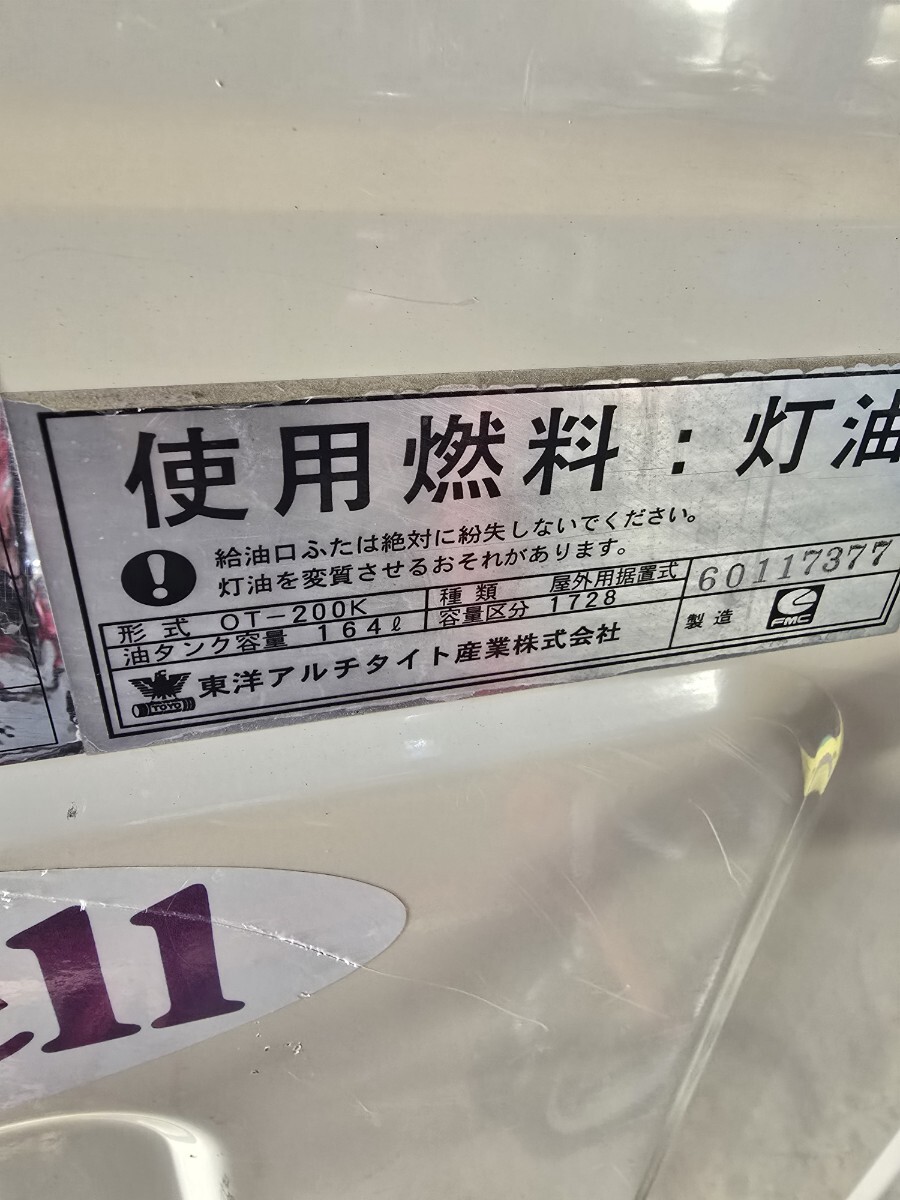 使用燃料：灯油
給油口ふたは絶対に紛失しないでください。
灯油を変質させるおそれがあります。
形式 OT-200K 種類 屋外用据置式 60117377
油タンク容量 164ℓ 容量区分 1728 製造 FMC
TOYO 東洋アルチタイト産業株式会社
ell